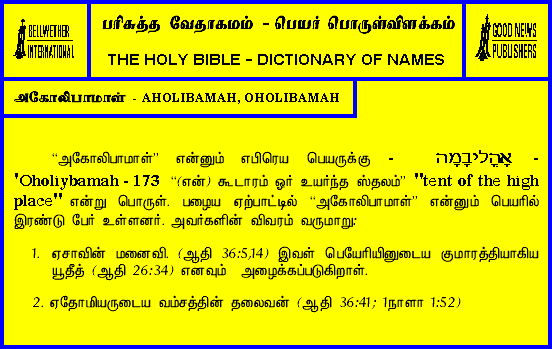 BELLWETHER
INTERNATIONAL
பரிசுத்த வேதாகமம் - பெயர் பொருள்விளக்கம்
THE HOLY BIBLE - DICTIONARY OF NAMES
GOOD NEWS
PUBLISHERS
அகோலிபாமாள் - AHOLIBAMAH, OHOLIBAMAH
“அகோலிபாமாள்” என்னும் எபிரெய பெயருக்கு - אָהֳלִיבָמָה -
'Oholiybamah - 173 “(என்) கூடாரம் ஓர் உயர்ந்த ஸ்தலம்” "tent of the high
place" என்று பொருள். பழைய ஏற்பாட்டில் “அகோலிபாமாள்” என்னும் பெயரில்
இரண்டு பேர் உள்ளனர். அவர்களின் விவரம் வருமாறு:
1. ஏசாவின் மனைவி. (ஆதி 36:5,14) இவள் பெயேரியினுடைய குமாரத்தியாகிய
யூதீத் (ஆதி 26:34) எனவும் அழைக்கப்படுகிறாள்.
2. ஏதோமியருடைய வம்சத்தின் தலைவன் (ஆதி 36:41; 1நாளா 1:52)